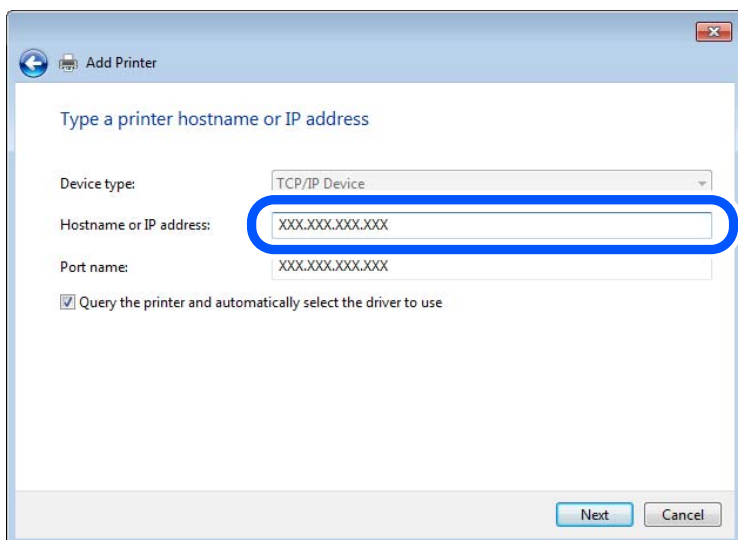 Add Printer
Type a printer hostname or IP address
Device type: TCP/IP Device
Hostname or IP address: XXX.XXX.XXX.XXX
Port name: XXX.XXX.XXX.XXX
Query the printer and automatically select the driver to use
Next Cancel